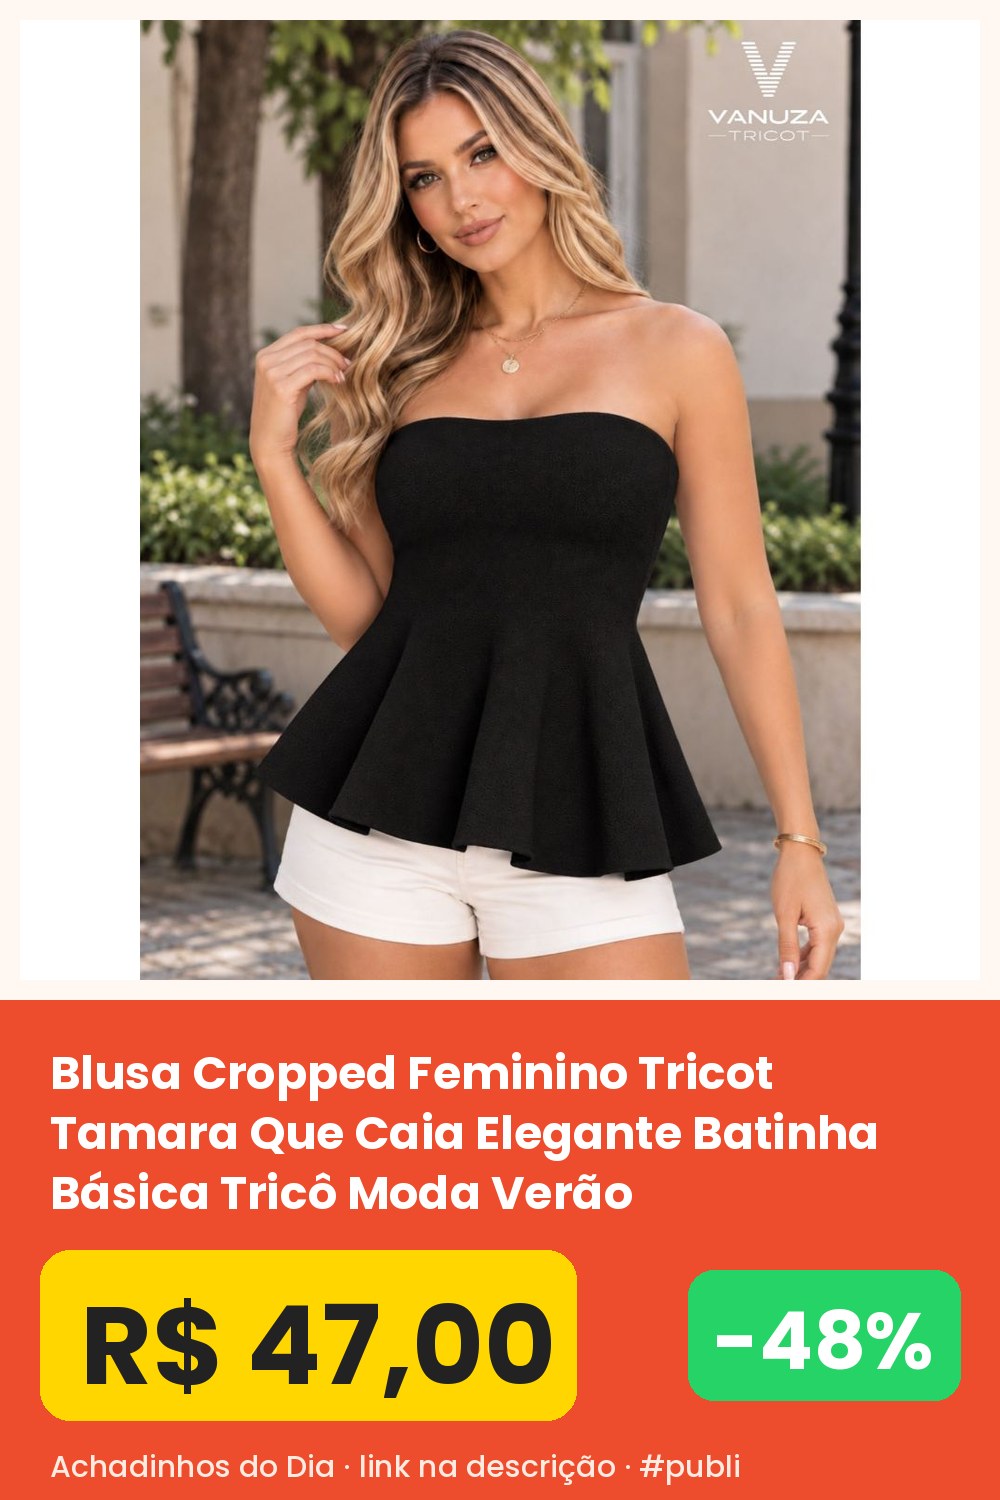 VANUZA
TRICOT
Blusa Cropped Feminino Tricot
Tamara Que Caia Elegante Batinha
Básica Tricô Moda Verão
R$ 47,00
-48%
Achadinhos do Dia · link na descrição · #publi